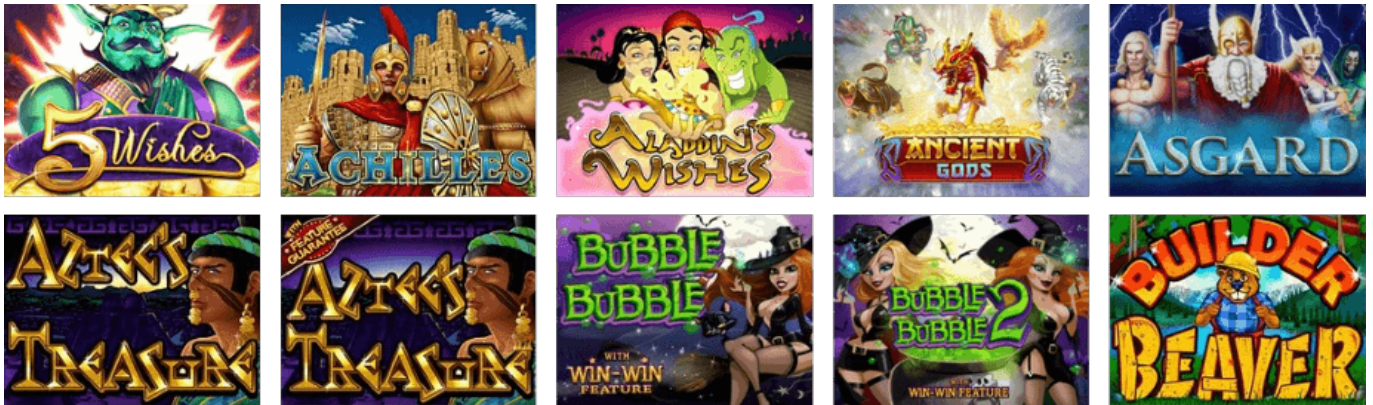 5 Wishes
ACHILLES
ALADDIN'S
WISHES
ANCIENT
GODS
ASGARD
AZTEC'S
TREASURE
FEATURE
GUARANTEE
AZTEC'S
TREASURE
BUBBLE
BUBBLE
WITH
WIN-WIN
FEATURE
BUBBLE
BUBBLE 2
WITH
WIN-WIN FEATURE
BUILDER
BEAVER